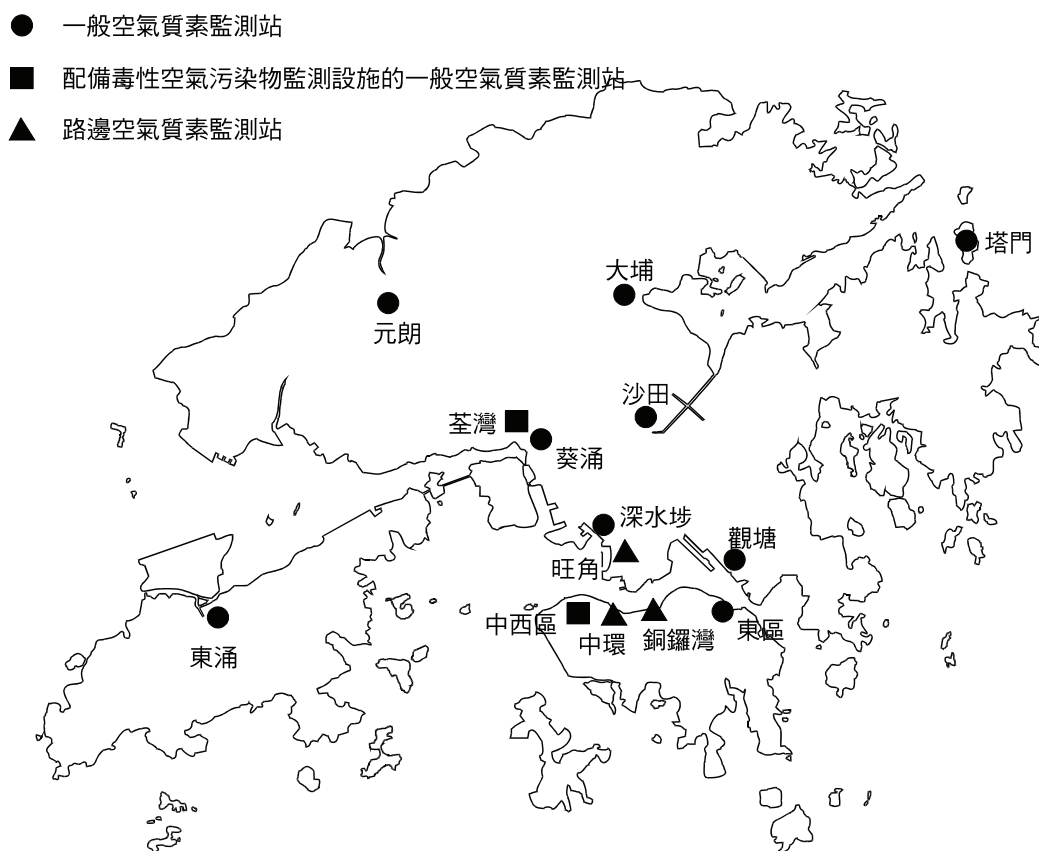 一般空氣質素監測站
配備毒性空氣污染物監測設施的一般空氣質素監測站
路邊空氣質素監測站
塔門
大埔
元朗
沙田
荃灣
葵涌
深水埗
觀塘
旺角
中西區
中環
銅鑼灣
東區
東涌